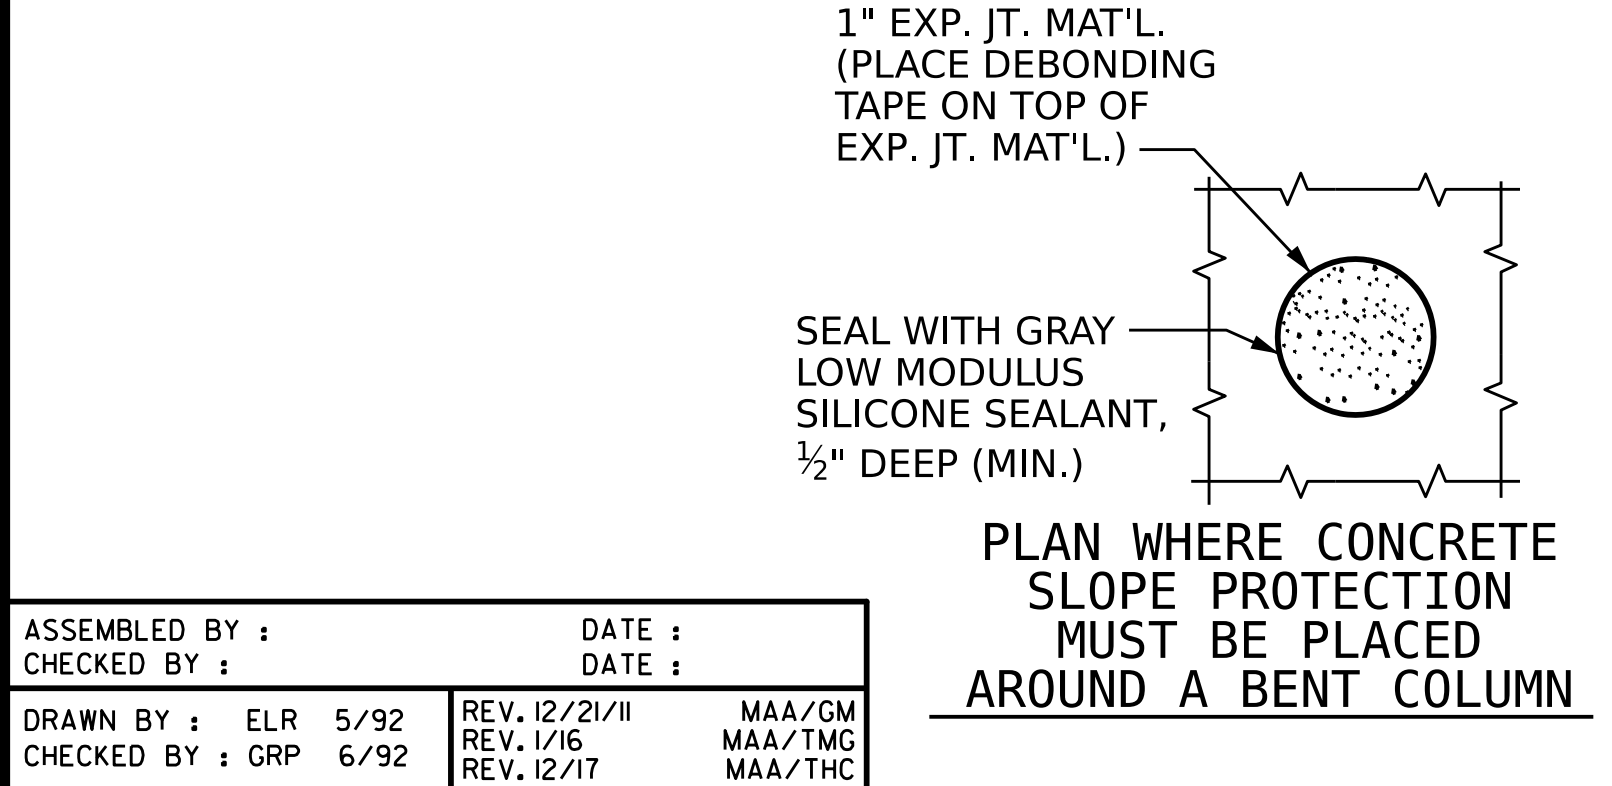 1" EXP. JT. MAT'L.
(PLACE DEBONDING
TAPE ON TOP OF
EXP. JT. MAT'L.)
SEAL WITH GRAY
LOW MODULUS
SILICONE SEALANT,
½" DEEP (MIN.)
PLAN WHERE CONCRETE
SLOPE PROTECTION
MUST BE PLACED
AROUND A BENT COLUMN
ASSEMBLED BY : DATE :
CHECKED BY : DATE :
DRAWN BY : ELR 5/92
CHECKED BY : GRP 6/92
REV. 12/21/11 MAA/GM
REV. 1/16 MAA/TMG
REV. 12/17 MAA/THC